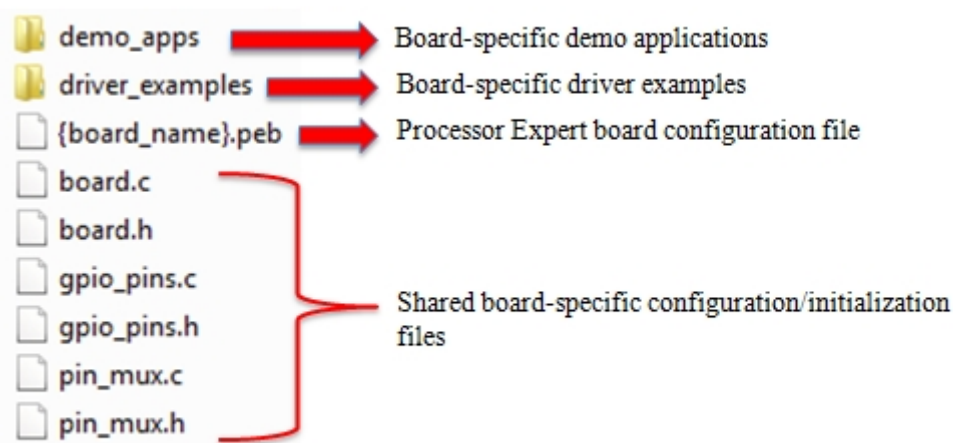 demo_apps Board-specific demo applications
driver_examples Board-specific driver examples
{board_name}.peb Processor Expert board configuration file
board.c
board.h
gpio_pins.c
gpio_pins.h
pin_mux.c
pin_mux.h
Shared board-specific configuration/initialization
files